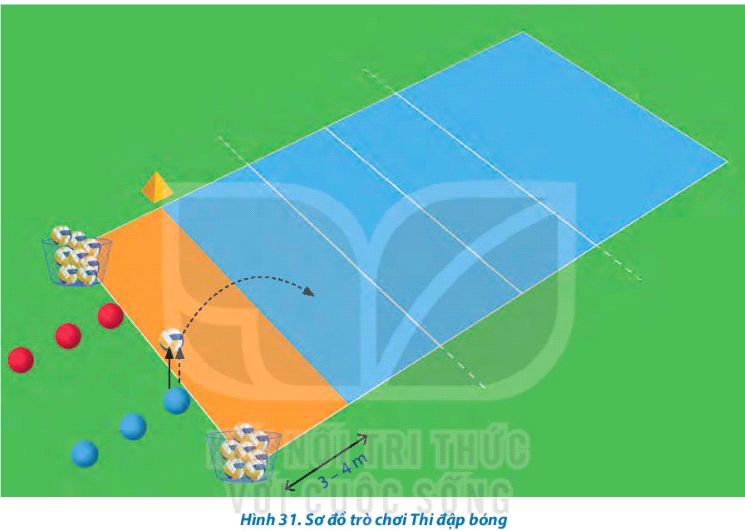 3 – 4 m
KẾT NỐI TRI THỨC
VỚI CUỘC SỐNG
Hình 31. Sơ đồ trò chơi Thi đập bóng